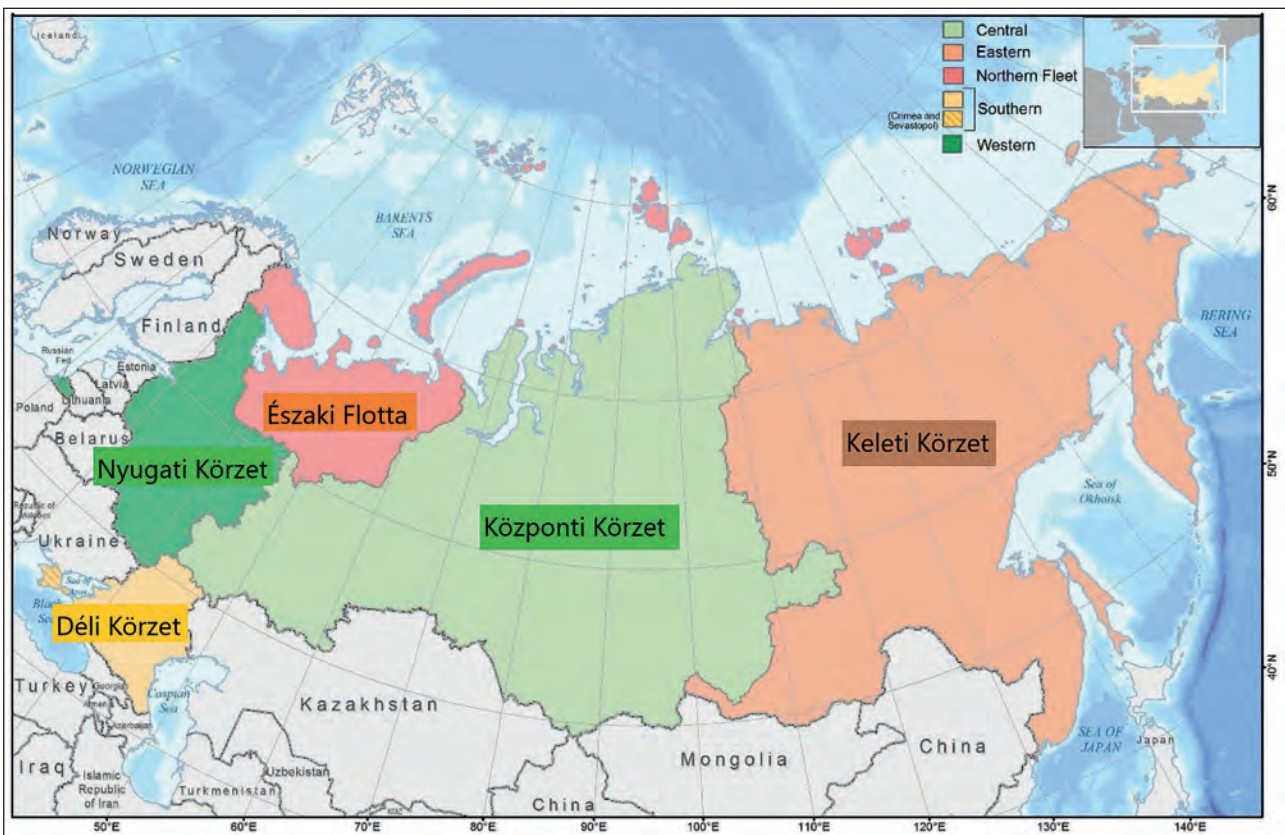 Iceland
Central
Eastern
Northern Fleet
Southern
(Crimea and
Sevastopol)
Western
NORWEGIAN
SEA
BARENTS
SEA
60°N
Norway
Sweden
Finland
BERING
SEA
Russian
Fed.
Estonia
Latvia
Lithuania
Poland
Belarus
Északi Flotta
Keleti Körzet
Nyugati Körzet
50°N
Sea of
Okhotsk
Republic of
Moldova
Központi Körzet
Ukraine
Sea of
Azov
Black
Sea
Déli Körzet
40°N
Turkey
Georgia
Armenia
Azerbaijan
Caspian
Sea
Kazakhstan
China
SEA OF
JAPAN
Japan
Mongolia
Iraq
Islamic
Republic
of Iran
Uzbekistan
Turkmenistan
China
50°E
60°E
70°E
80°E
90°E
100°E
110°E
120°E
130°E
140°E